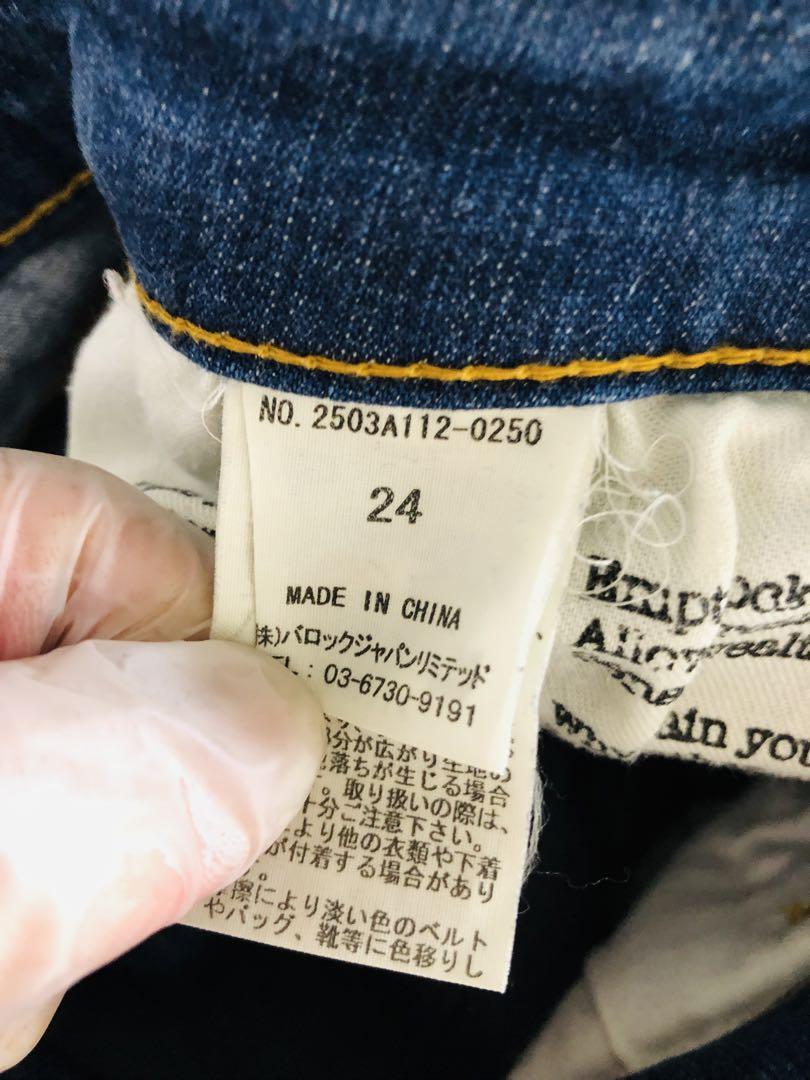 NO. 2503A112-0250
24
MADE IN CHINA
株)バロックジャパンリミテッド
: 03-6730-9191
部分が広がり生地の
落ちが生じる場合
。取り扱いの際は、
十分ご注意下さい。
により他の衣類や下着
が付着する場合があり
摩擦により淡い色のベルト
やバッグ、靴等に色移りし
ain you